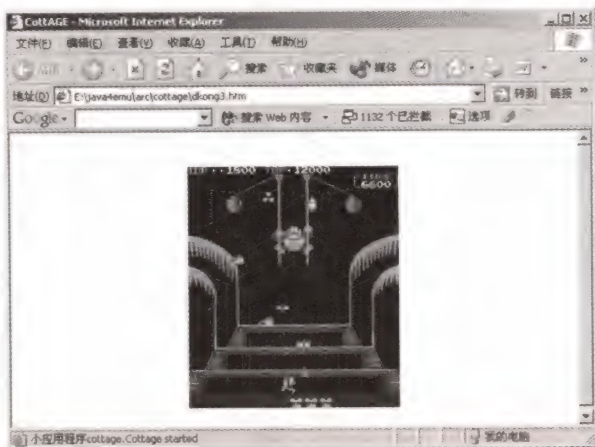 CottAGE - Microsoft Internet Explorer
文件(F) 编辑(E) 查看(V) 收藏(A) 工具(T) 帮助(H)
搜索 收藏夹 媒体
地址(D) E:\java4emu\arc\cottage\dkong3.htm 转到 链接 »
Google 搜索 Web 内容 1132 个已拦截 选项
1500 12000
6600
小应用程序cottage.Cottage started 我的电脑